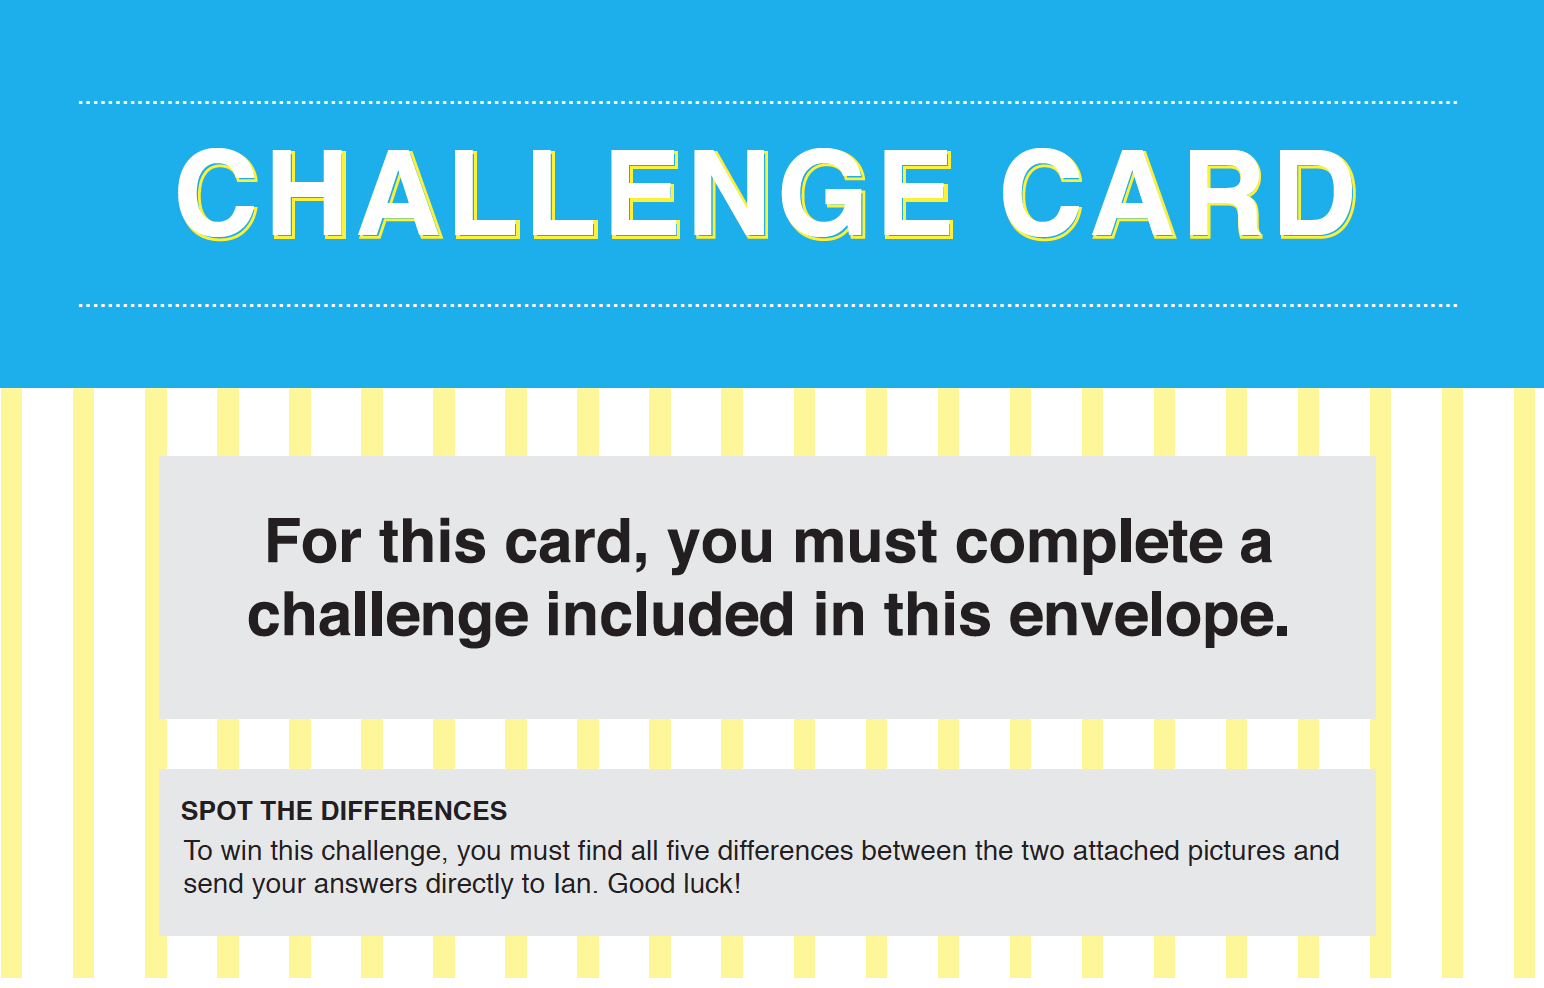 CHALLENGE CARD
For this card, you must complete a
challenge included in this envelope.
SPOT THE DIFFERENCES
To win this challenge, you must find all five differences between the two attached pictures and
send your answers directly to Ian. Good luck!